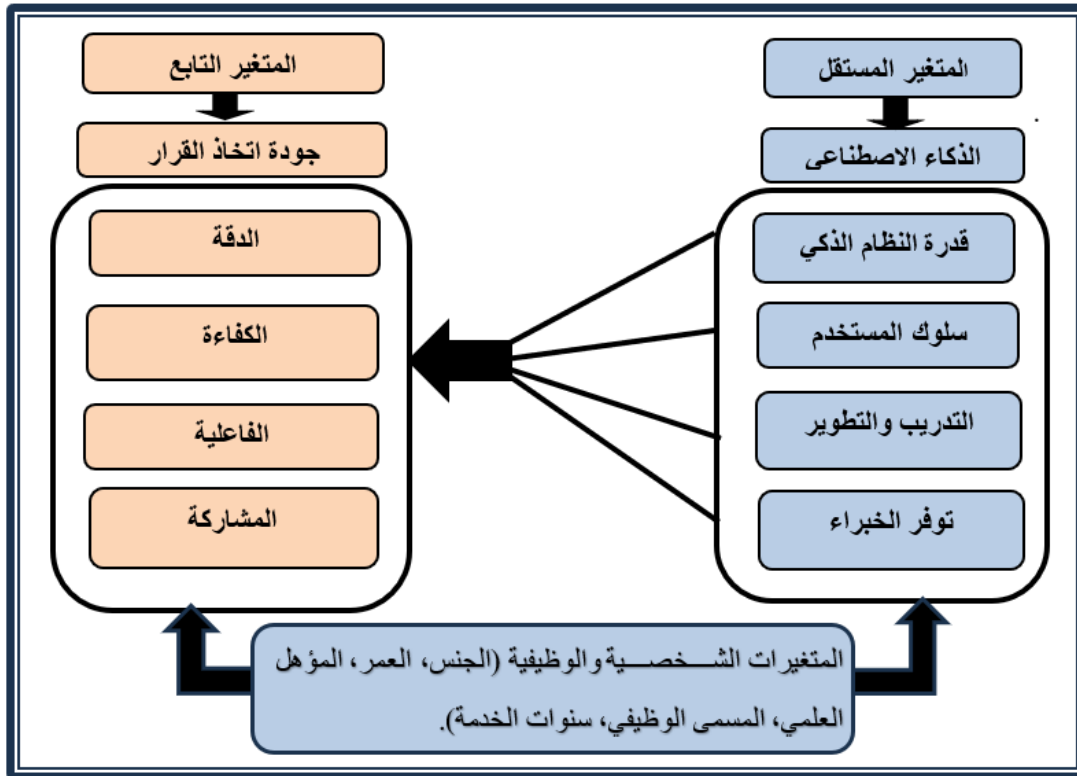 المتغير المستقل
الذكاء الاصطناعى
قدرة النظام الذكي
سلوك المستخدم
التدريب والتطوير
توفر الخبراء
المتغير التابع
جودة اتخاذ القرار
الدقة
الكفاءة
الفاعلية
المشاركة
المتغيرات الشـــخصـــية والوظيفية (الجنس، العمر، المؤهل
العلمي، المسمى الوظيفي، سنوات الخدمة).